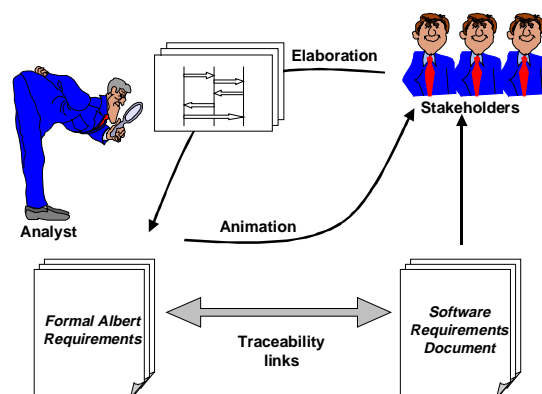 Elaboration
Stakeholders
Analyst
Animation
Formal Albert
Requirements
Traceability
links
Software
Requirements
Document